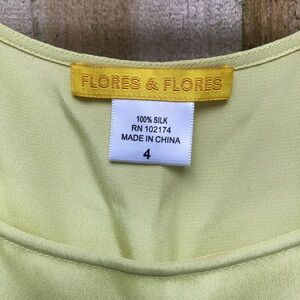 FLORES & FLORES
100% SILK
RN 102174
MADE IN CHINA
4